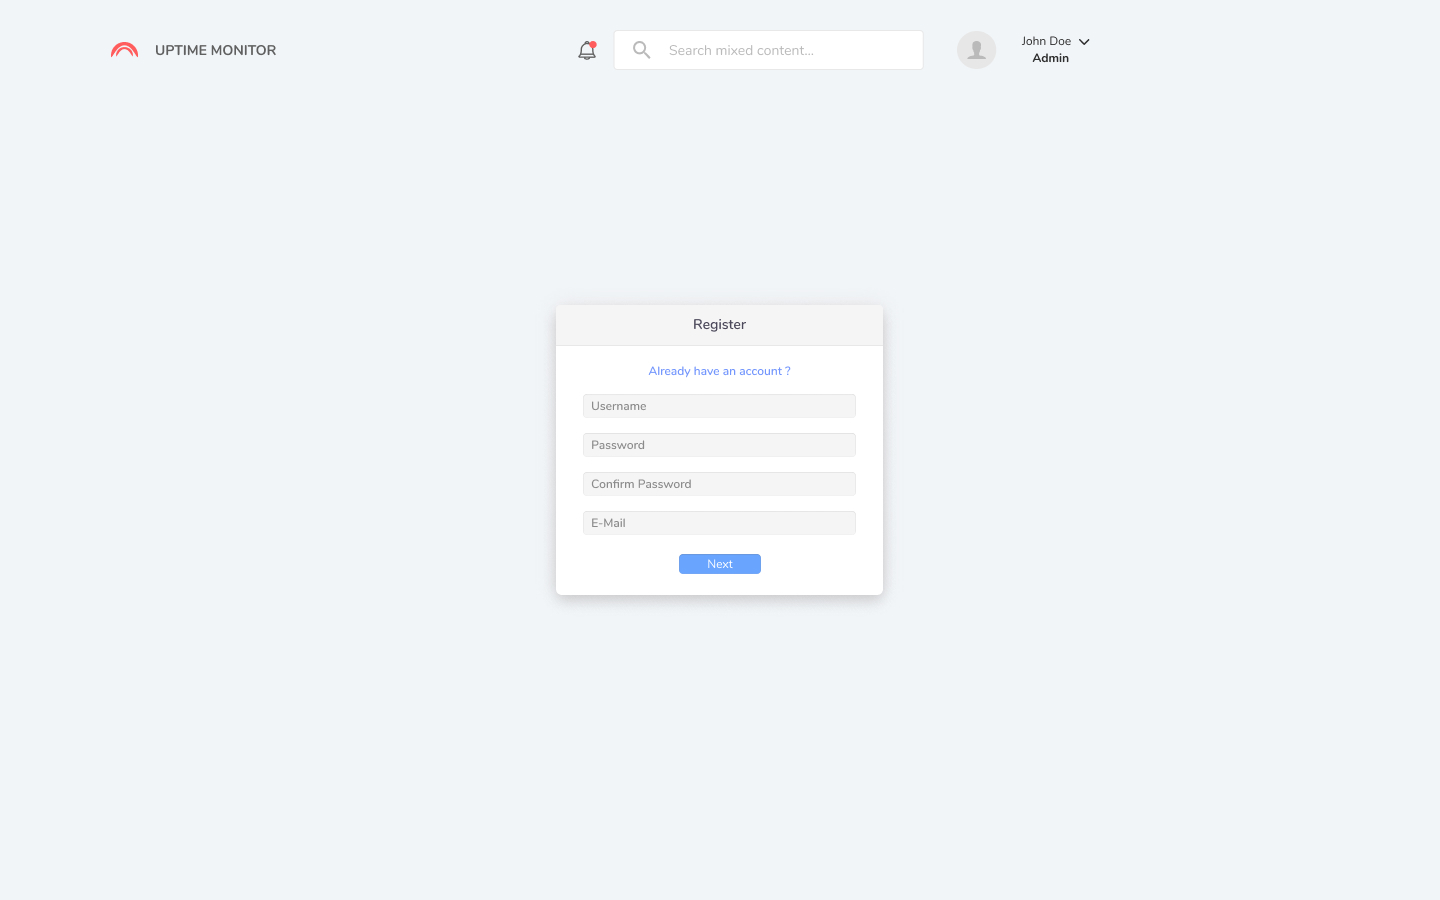 UPTIME MONITOR
Search mixed content...
John Doe
Admin
Register
Already have an account ?
Username
Password
Confirm Password
E-Mail
Next